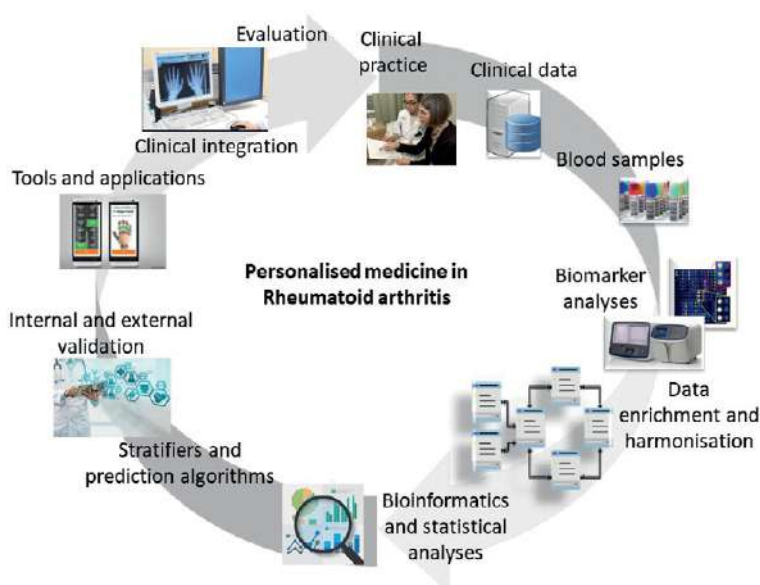 Evaluation
Clinical
practice
Clinical data
Blood samples
Biomarker
analyses
Data
enrichment and
harmonisation
Bioinformatics
and statistical
analyses
Stratifiers and
prediction algorithms
Internal and external
validation
Tools and applications
Clinical integration
Personalised medicine in
Rheumatoid arthritis